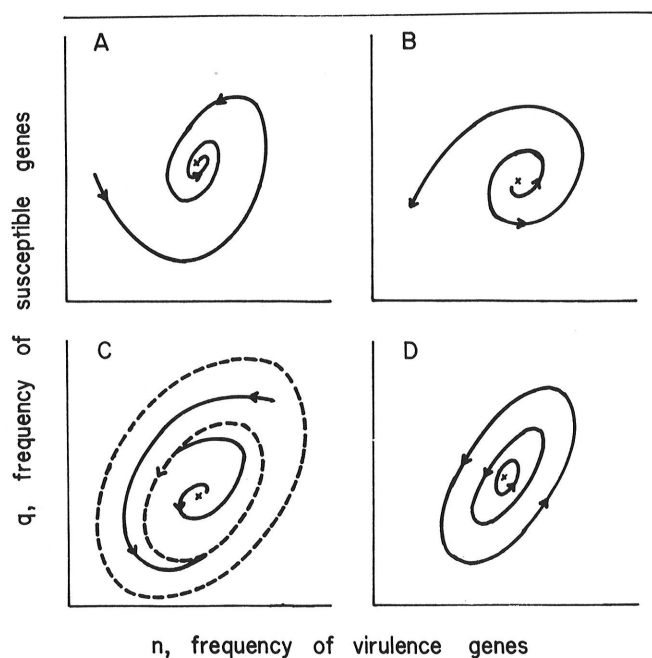 A
B
C
D
q, frequency of susceptible genes
n, frequency of virulence genes